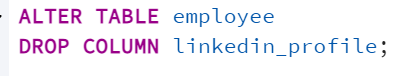 ALTER TABLE employee
DROP COLUMN linkedin_profile;